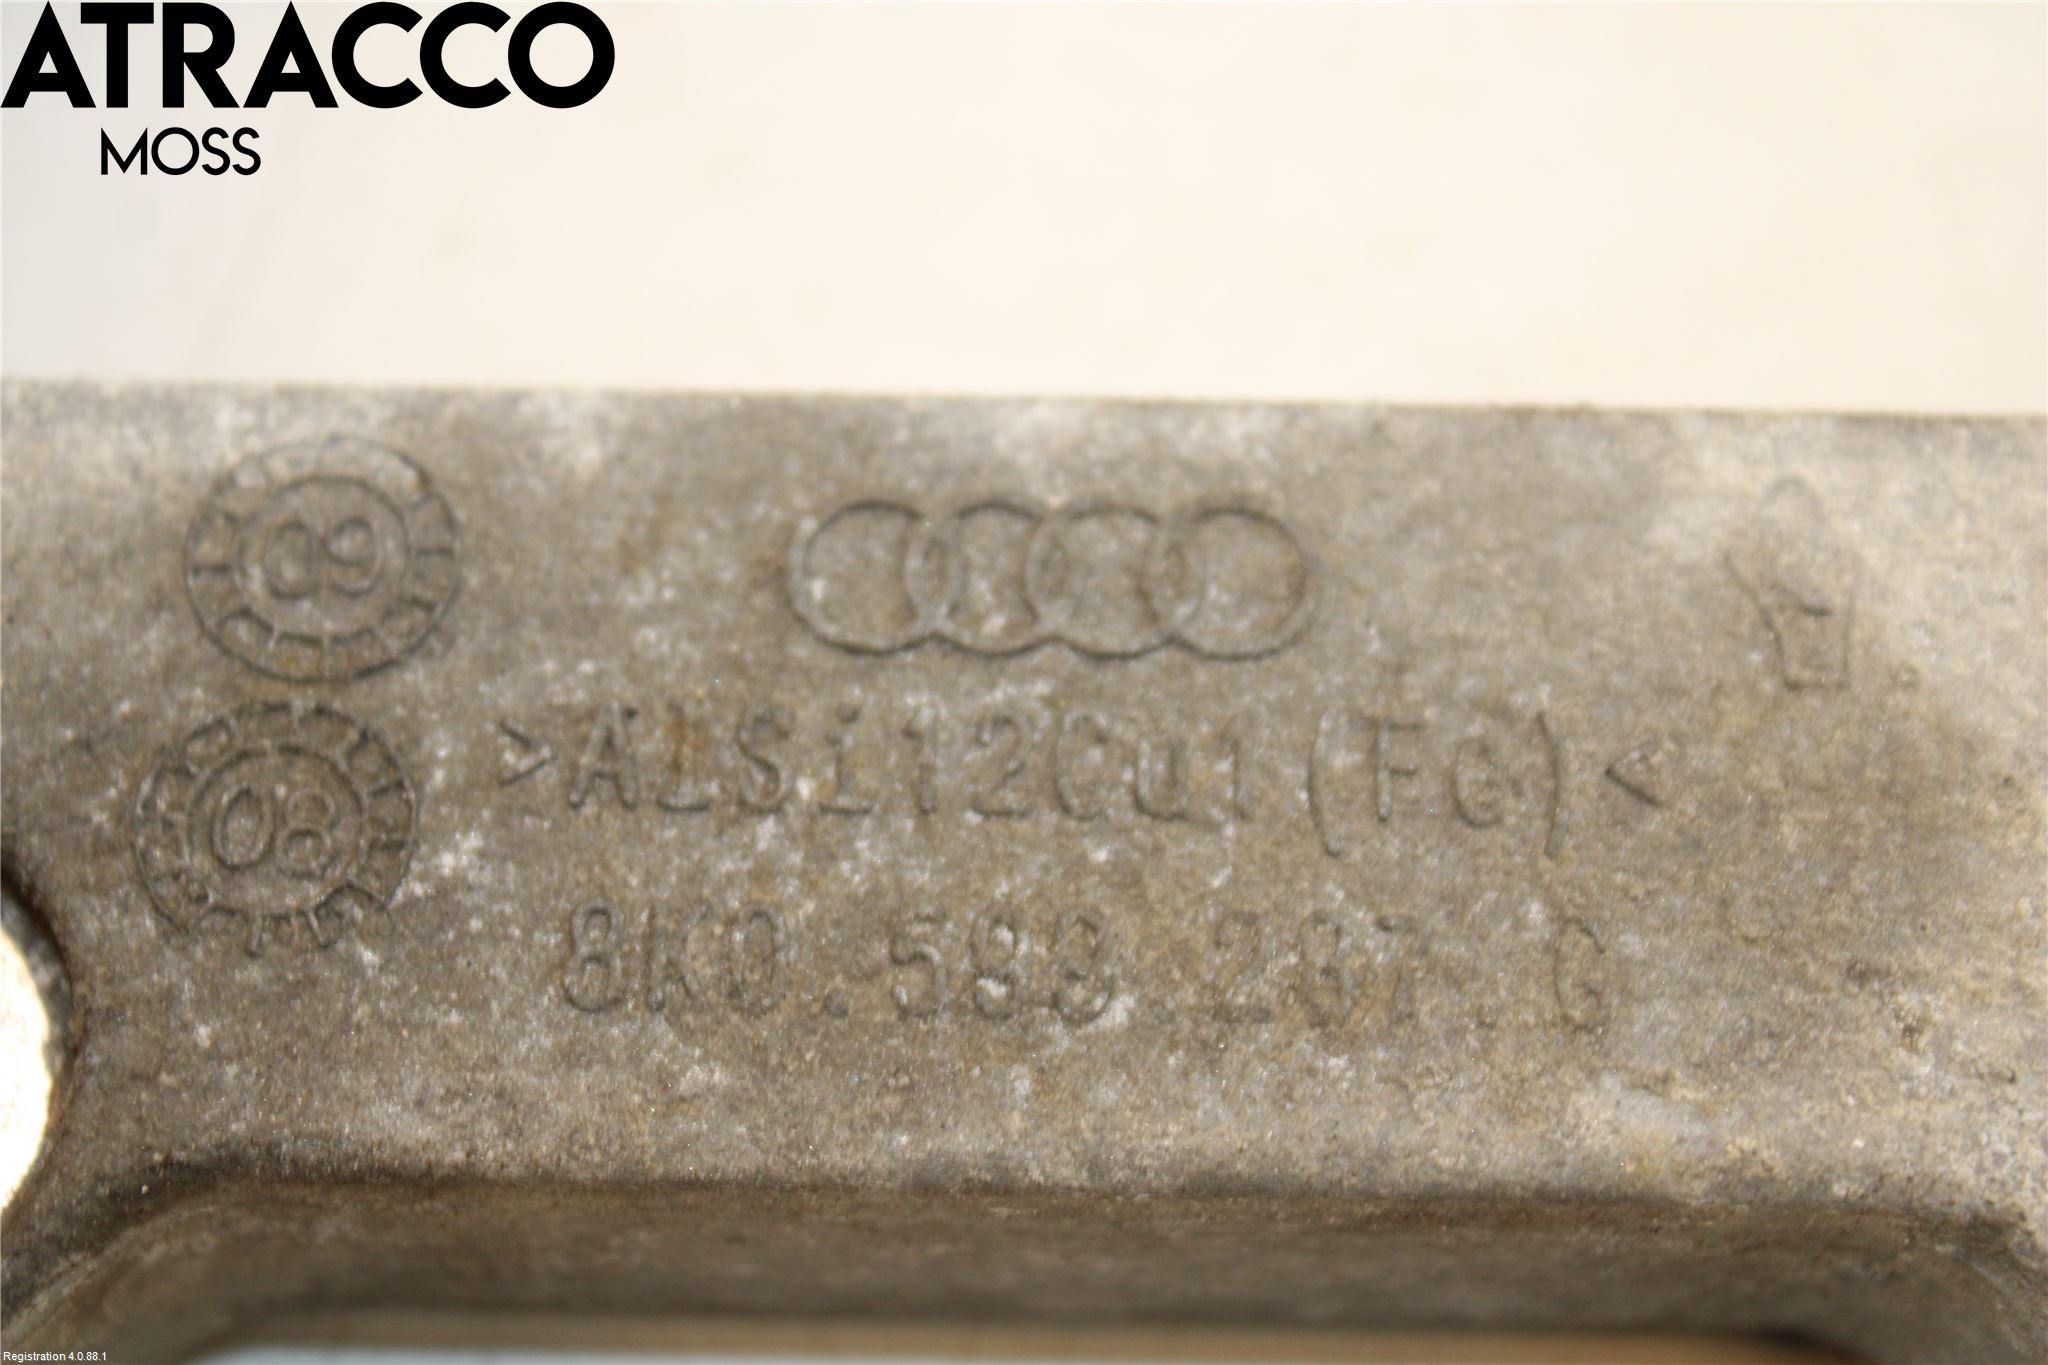 ATRACCO
MOSS
09
08
>AlSi12Cu1(Fe)<
8K0.599.287 G
Registration 4.0.88.1